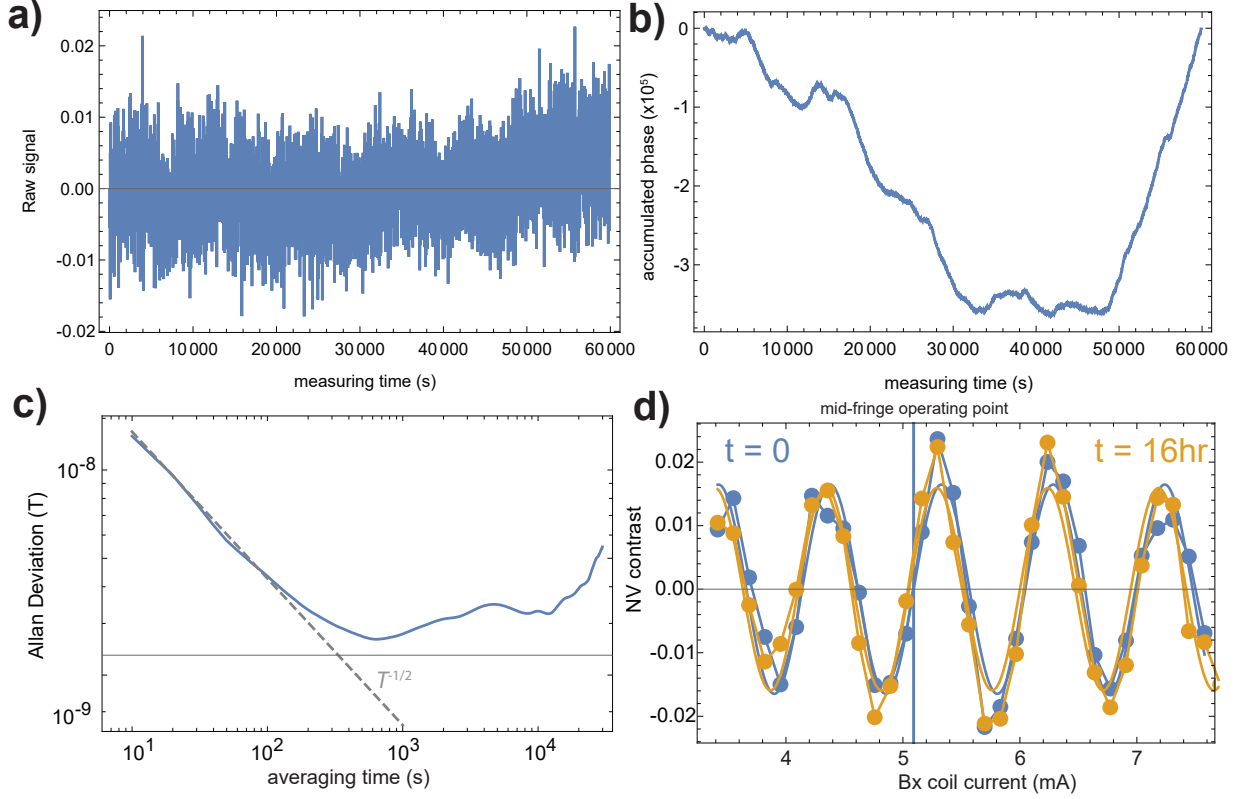 a)
0.02
0.01
0.00
-0.01
-0.02
Raw signal
0
10 000
20 000
30 000
40 000
50 000
60 000
measuring time (s)
b)
0
-1
-2
-3
accumulated phase (x10⁵)
0
10 000
20 000
30 000
40 000
50 000
60 000
measuring time (s)
c)
10⁻⁸
10⁻⁹
Allan Deviation (T)
T⁻¹/²
10¹
10²
10³
10⁴
averaging time (s)
d)
mid-fringe operating point
t = 0
t = 16hr
0.02
0.01
0.00
-0.01
-0.02
NV contrast
4
5
6
7
Bx coil current (mA)